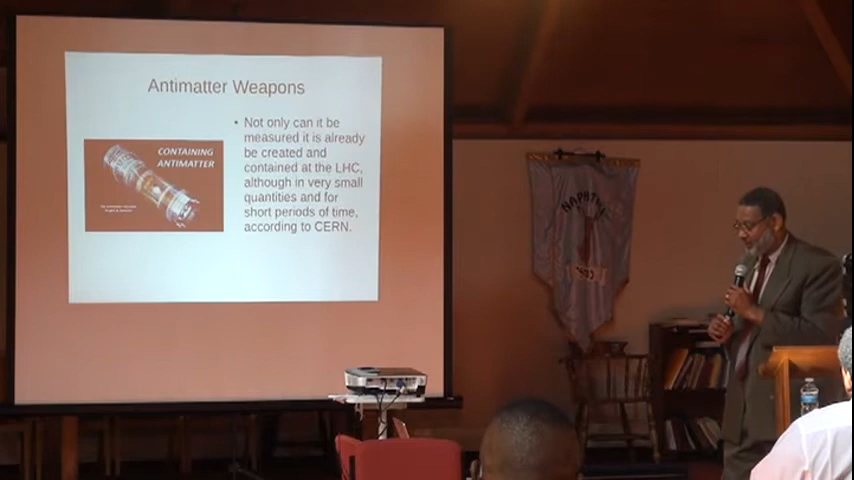 Antimatter Weapons
• Not only can it be
measured it is already
be created and
contained at the LHC,
although in very small
quantities and for
short periods of time,
according to CERN.
CONTAINING
ANTIMATTER